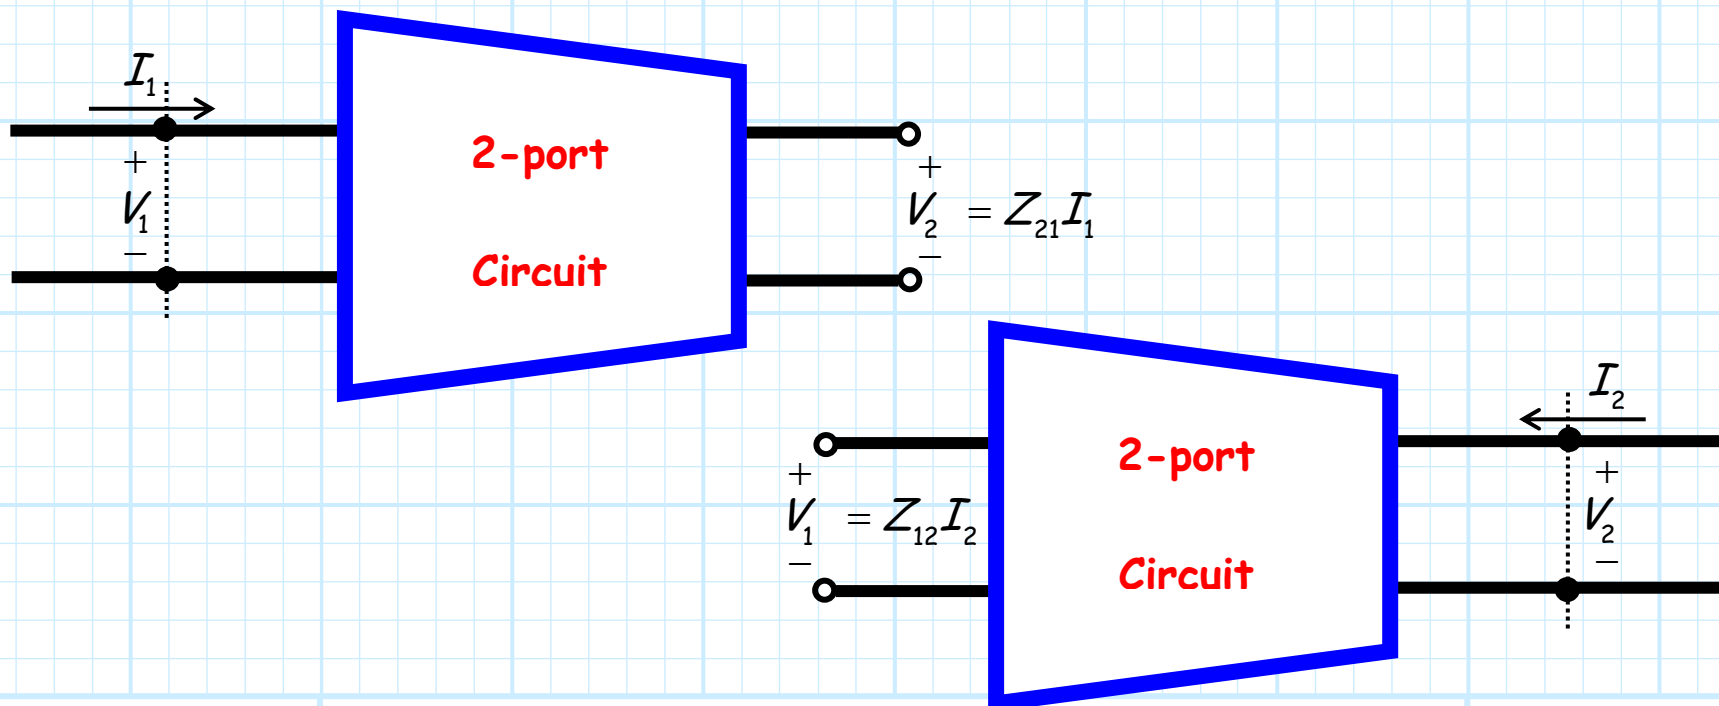 I₁
+
V₁
−
2-port
Circuit
+
V₂ = Z₂₁I₁
−
I₂
+
V₁ = Z₁₂I₂
−
2-port
Circuit
+
V₂
−